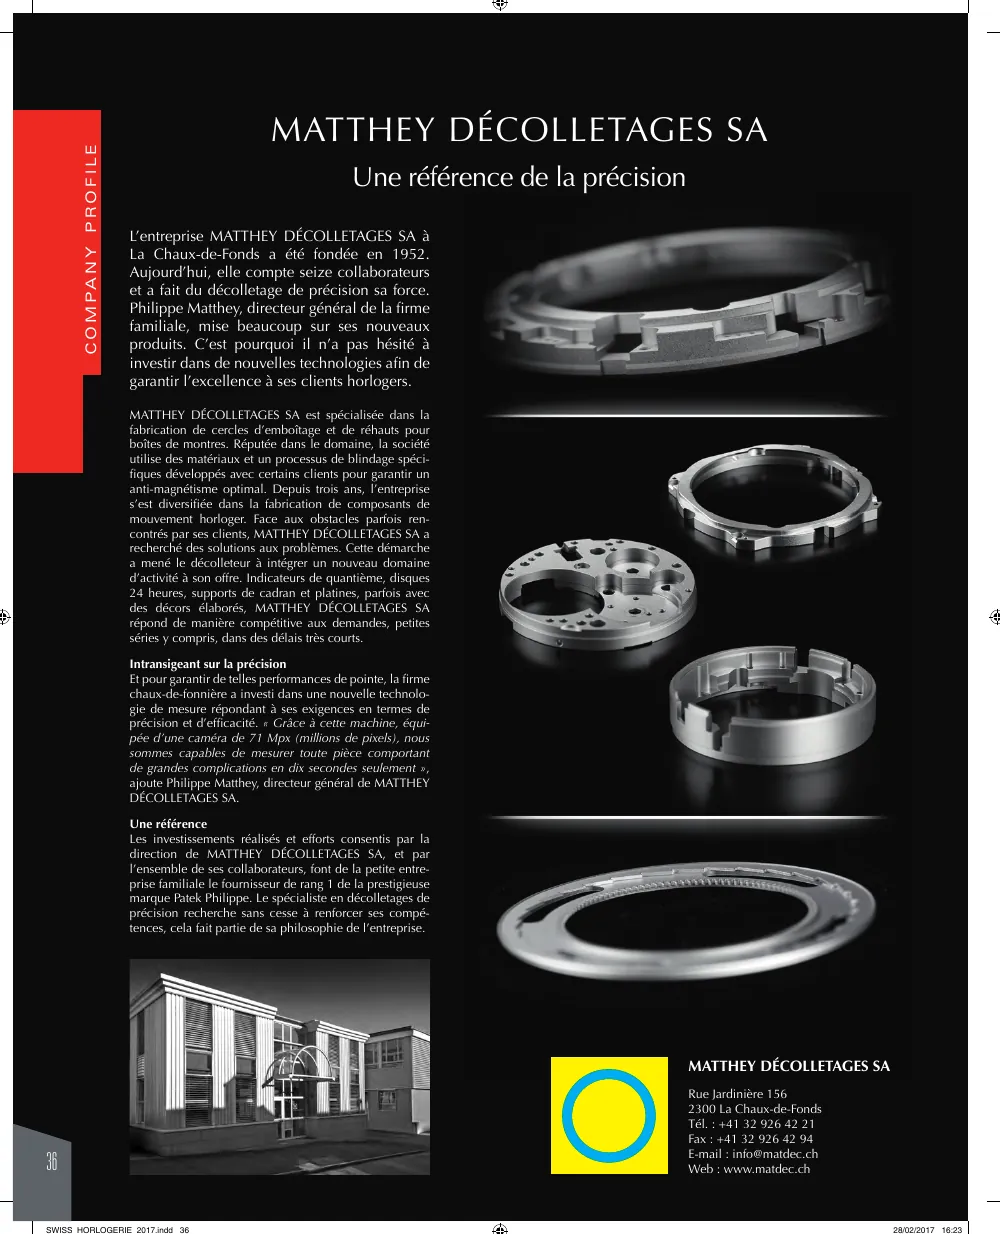 COMPANY PROFILE
MATTHEY DÉCOLLETAGES SA
Une référence de la précision
L’entreprise MATTHEY DÉCOLLETAGES SA à
La Chaux-de-Fonds a été fondée en 1952.
Aujourd’hui, elle compte seize collaborateurs
et a fait du décolletage de précision sa force.
Philippe Matthey, directeur général de la firme
familiale, mise beaucoup sur ses nouveaux
produits. C’est pourquoi il n’a pas hésité à
investir dans de nouvelles technologies afin de
garantir l’excellence à ses clients horlogers.
MATTHEY DÉCOLLETAGES SA est spécialisée dans la
fabrication de cercles d’emboîtage et de réhauts pour
boîtes de montres. Réputée dans le domaine, la société
utilise des matériaux et un processus de blindage spéci-
fiques développés avec certains clients pour garantir un
anti-magnétisme optimal. Depuis trois ans, l’entreprise
s’est diversifiée dans la fabrication de composants de
mouvement horloger. Face aux obstacles parfois ren-
contrés par ses clients, MATTHEY DÉCOLLETAGES SA a
recherché des solutions aux problèmes. Cette démarche
a mené le décolleteur à intégrer un nouveau domaine
d’activité à son offre. Indicateurs de quantième, disques
24 heures, supports de cadran et platines, parfois avec
des décors élaborés, MATTHEY DÉCOLLETAGES SA
répond de manière compétitive aux demandes, petites
séries y compris, dans des délais très courts.
Intransigeant sur la précision
Et pour garantir de telles performances de pointe, la firme
chaux-de-fonnière a investi dans une nouvelle technolo-
gie de mesure répondant à ses exigences en termes de
précision et d’efficacité. « Grâce à cette machine, équi-
pée d’une caméra de 71 Mpx (millions de pixels), nous
sommes capables de mesurer toute pièce comportant
de grandes complications en dix secondes seulement »,
ajoute Philippe Matthey, directeur général de MATTHEY
DÉCOLLETAGES SA.
Une référence
Les investissements réalisés et efforts consentis par la
direction de MATTHEY DÉCOLLETAGES SA, et par
l’ensemble de ses collaborateurs, font de la petite entre-
prise familiale le fournisseur de rang 1 de la prestigieuse
marque Patek Philippe. Le spécialiste en décolletages de
précision recherche sans cesse à renforcer ses compé-
tences, cela fait partie de sa philosophie de l’entreprise.
MATTHEY DÉCOLLETAGES SA
Rue Jardinière 156
2300 La Chaux-de-Fonds
Tél. : +41 32 926 42 21
Fax : +41 32 926 42 94
E-mail : info@matdec.ch
Web : www.matdec.ch
36
SWISS HORLOGERIE 2017.indd 36
28/02/2017 16:23